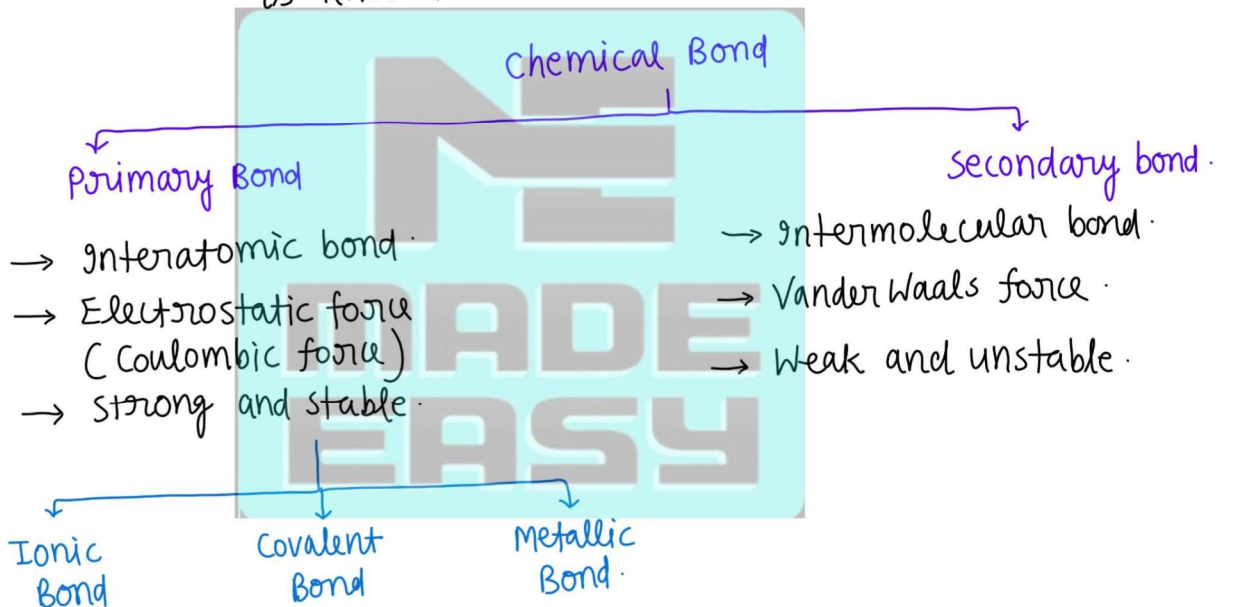 Chemical Bond
Primary Bond
Secondary bond.
→ Interatomic bond.
→ Electrostatic force
(Coulombic force)
→ strong and stable.
→ Intermolecular bond.
→ Vander Waals force.
→ Weak and unstable.
Ionic
Bond
Covalent
Bond
Metallic
Bond.
MADE
EASY